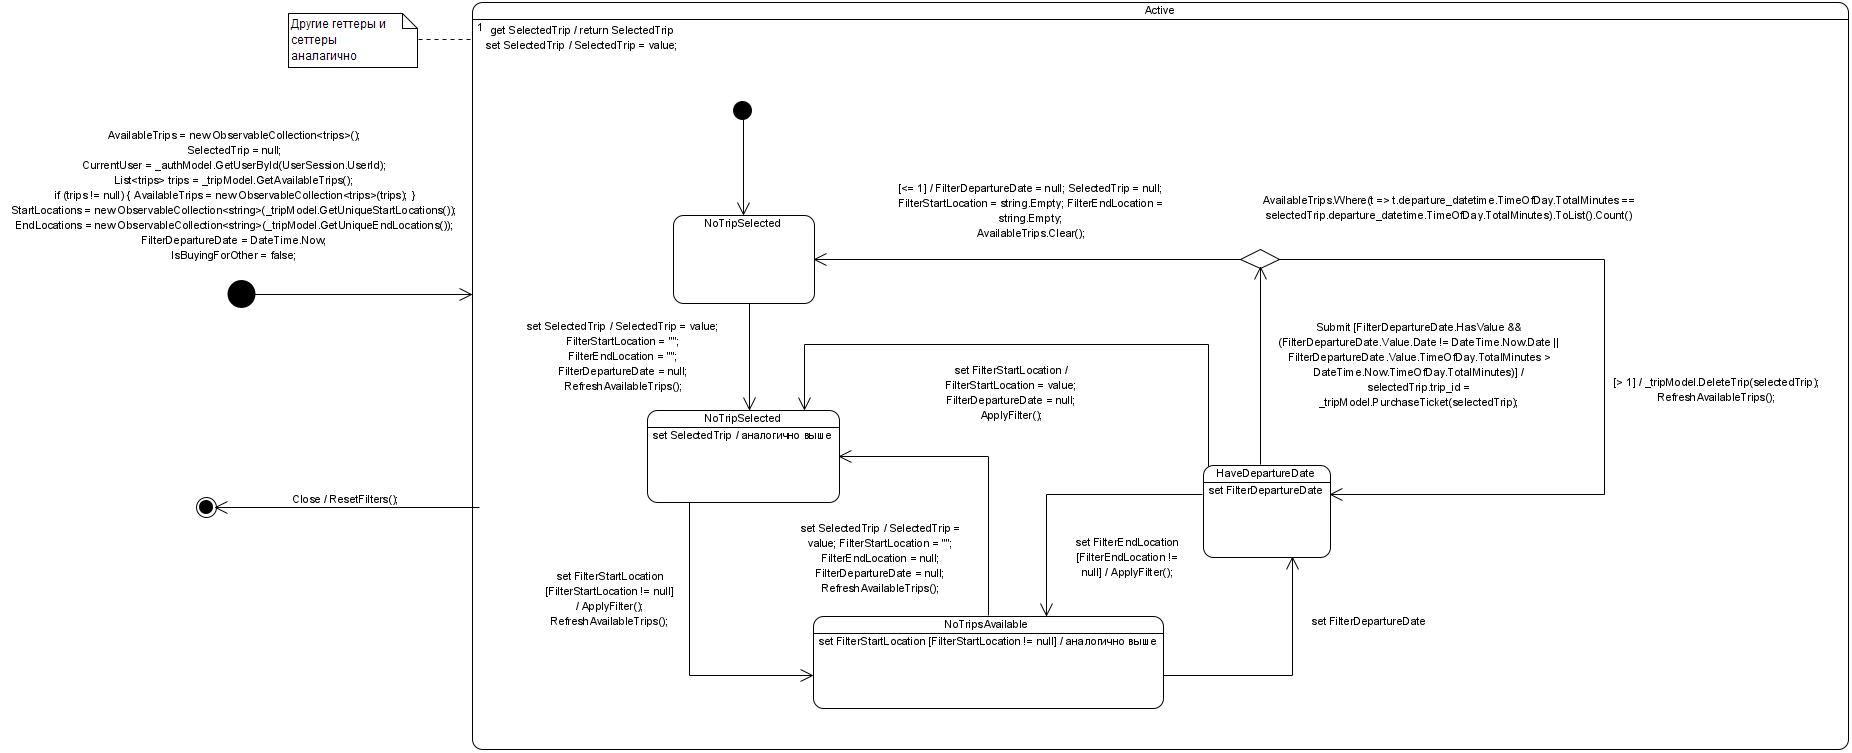 Active
Другие геттеры и
сеттеры
аналагично
1
get SelectedTrip / return SelectedTrip
set SelectedTrip / SelectedTrip = value;
AvailableTrips = new ObservableCollection<trips>();
SelectedTrip = null;
CurrentUser = _authModel.GetUserById(UserSession.UserId);
List<trips> trips = _tripModel.GetAvailableTrips();
if (trips != null) { AvailableTrips = new ObservableCollection<trips>(trips); }
StartLocations = new ObservableCollection<string>(_tripModel.GetUniqueStartLocations());
EndLocations = new ObservableCollection<string>(_tripModel.GetUniqueEndLocations());
FilterDepartureDate = DateTime.Now;
IsBuyingForOther = false;
[<= 1] / FilterDepartureDate = null; SelectedTrip = null;
FilterStartLocation = string.Empty; FilterEndLocation =
string.Empty;
AvailableTrips.Clear();
AvailableTrips.Where(t => t.departure_datetime.TimeOfDay.TotalMinutes ==
selectedTrip.departure_datetime.TimeOfDay.TotalMinutes).ToList().Count()
NoTripSelected
set SelectedTrip / SelectedTrip = value;
FilterStartLocation = "";
FilterEndLocation = "";
FilterDepartureDate = null;
RefreshAvailableTrips();
set FilterStartLocation /
FilterStartLocation = value;
FilterDepartureDate = null;
ApplyFilter();
Submit [FilterDepartureDate.HasValue &&
(FilterDepartureDate.Value.Date != DateTime.Now.Date ||
FilterDepartureDate.Value.TimeOfDay.TotalMinutes >
DateTime.Now.TimeOfDay.TotalMinutes)] /
selectedTrip.trip_id =
_tripModel.PurchaseTicket(selectedTrip);
[> 1] / _tripModel.DeleteTrip(selectedTrip);
RefreshAvailableTrips();
NoTripSelected
set SelectedTrip / аналогично выше
HaveDepartureDate
set FilterDepartureDate
Close / ResetFilters();
set SelectedTrip / SelectedTrip =
value; FilterStartLocation = "";
FilterEndLocation = null;
FilterDepartureDate = null;
RefreshAvailableTrips();
set FilterEndLocation
[FilterEndLocation !=
null] / ApplyFilter();
set FilterStartLocation
[FilterStartLocation != null]
/ ApplyFilter();
RefreshAvailableTrips();
NoTripsAvailable
set FilterStartLocation [FilterStartLocation != null] / аналогично выше
set FilterDepartureDate